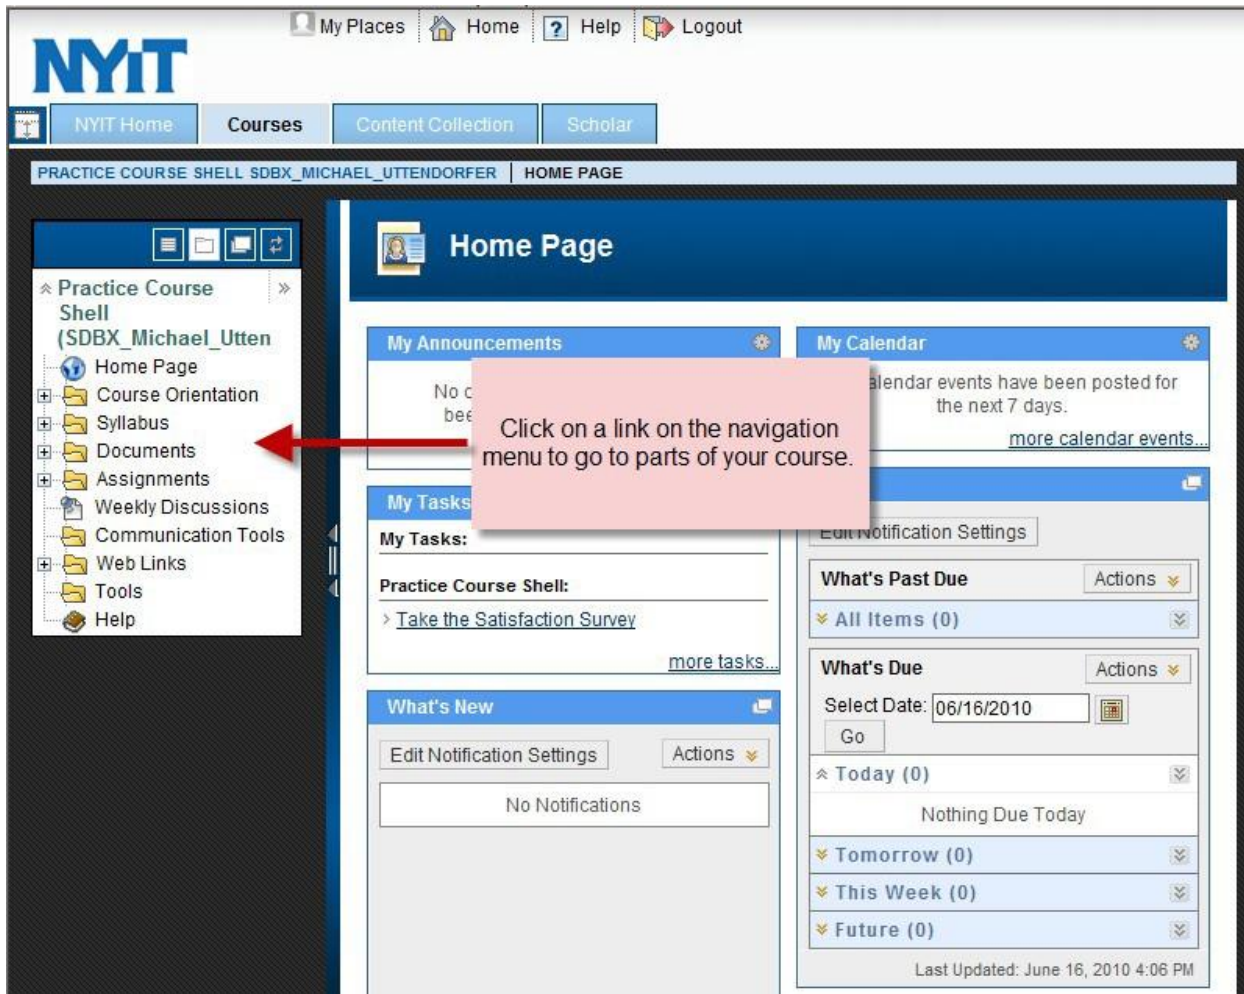 My Places
Home
Help
Logout
NYiT
NYIT Home
Courses
Content Collection
Scholar
PRACTICE COURSE SHELL SDBX_MICHAEL_UTTENDORFER
HOME PAGE
Practice Course
Shell
(SDBX_Michael_Utten
Home Page
Course Orientation
Syllabus
Documents
Assignments
Weekly Discussions
Communication Tools
Web Links
Tools
Help
Home Page
My Announcements
No
Click on a link on the navigation
menu to go to parts of your course.
My Tasks
My Tasks:
Practice Course Shell:
> Take the Satisfaction Survey
more tasks...
What's New
Edit Notification Settings
Actions
No Notifications
My Calendar
alendar events have been posted for
the next 7 days.
more calendar events...
Edit Notification Settings
What's Past Due
Actions
All Items (0)
What's Due
Actions
Select Date: 06/16/2010
Go
Today (0)
Nothing Due Today
Tomorrow (0)
This Week (0)
Future (0)
Last Updated: June 16, 2010 4:06 PM